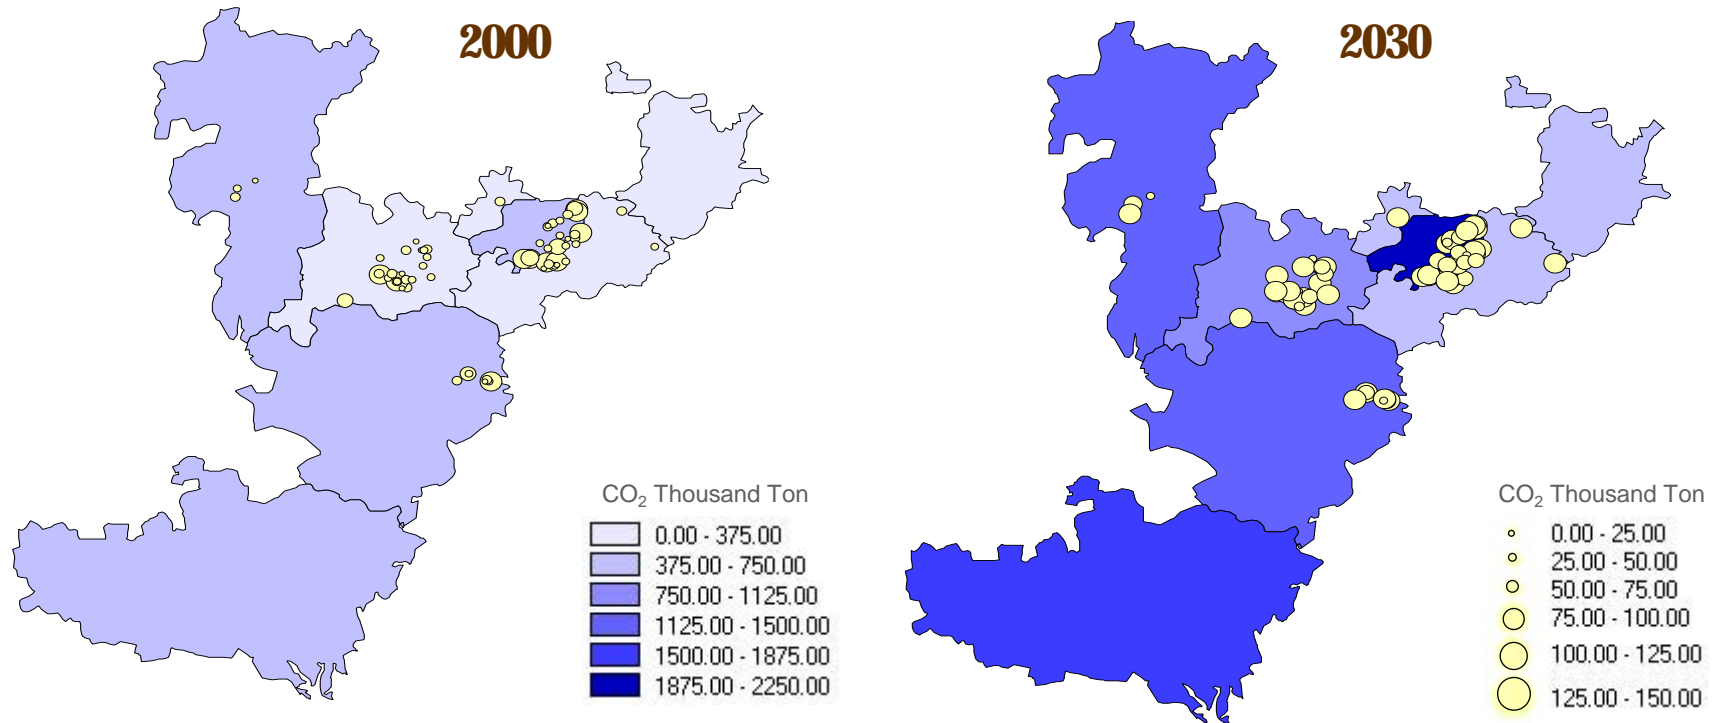 2000
2030
CO₂ Thousand Ton
0.00 - 375.00
375.00 - 750.00
750.00 - 1125.00
1125.00 - 1500.00
1500.00 - 1875.00
1875.00 - 2250.00
CO₂ Thousand Ton
0.00 - 25.00
25.00 - 50.00
50.00 - 75.00
75.00 - 100.00
100.00 - 125.00
125.00 - 150.00